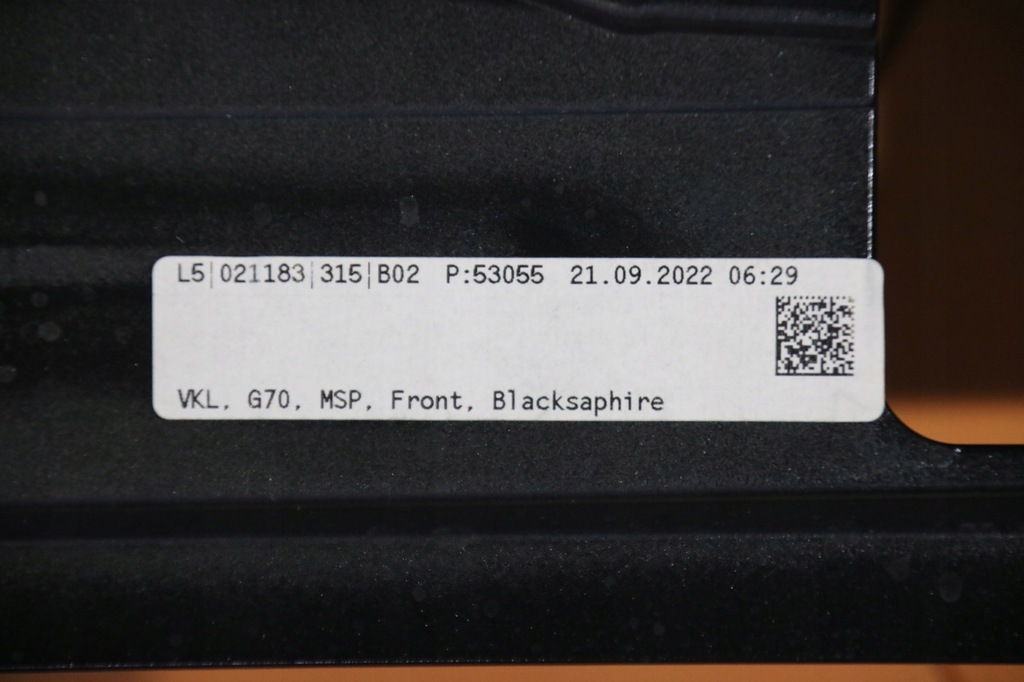 L5|021183|315|B02 P:53055 21.09.2022 06:29
VKL, G70, MSP, Front, Blacksaphire